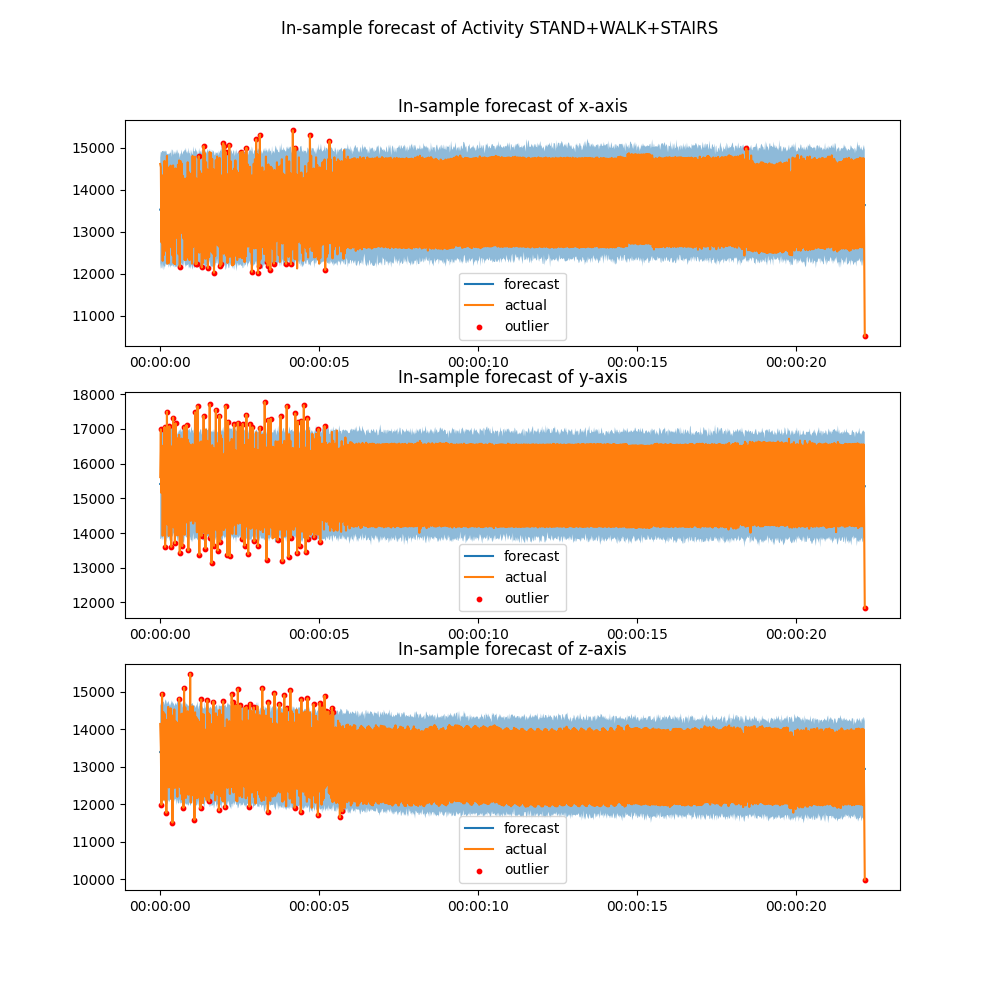 In-sample forecast of Activity STAND+WALK+STAIRS
In-sample forecast of x-axis
15000
14000
13000
12000
11000
forecast
actual
outlier
00:00:00 00:00:05 00:00:10 00:00:15 00:00:20
In-sample forecast of y-axis
18000
17000
16000
15000
14000
13000
12000
forecast
actual
outlier
00:00:00 00:00:05 00:00:10 00:00:15 00:00:20
In-sample forecast of z-axis
15000
14000
13000
12000
11000
10000
forecast
actual
outlier
00:00:00 00:00:05 00:00:10 00:00:15 00:00:20